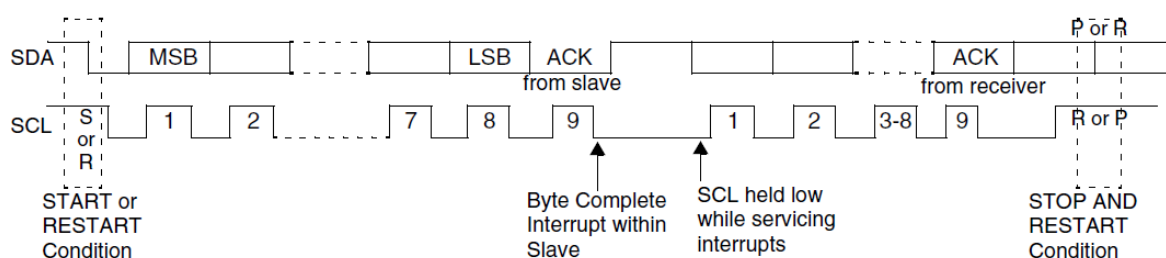 P or R
SDA MSB LSB ACK ACK
from slave from receiver
SCL S or R 1 2 7 8 9 1 2 3-8 9 R or P
START or
RESTART
Condition
Byte Complete
Interrupt within
Slave
SCL held low
while servicing
interrupts
STOP AND
RESTART
Condition